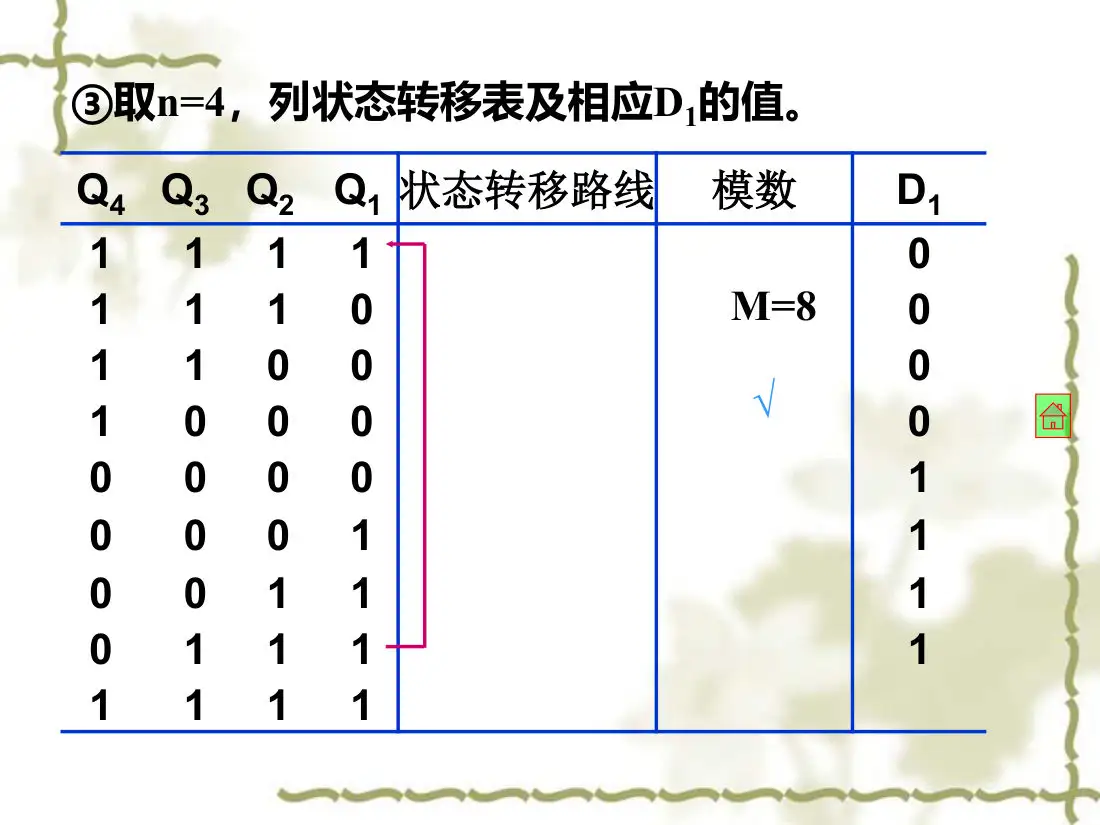 ③取n=4，列状态转移表及相应D₁的值。
Q₄ Q₃ Q₂ Q₁ 状态转移路线 模数 D₁
1 1 1 1 0
1 1 1 0 M=8 0
1 1 0 0 0
1 0 0 0 √ 0
0 0 0 0 1
0 0 0 1 1
0 0 1 1 1
0 1 1 1 1
1 1 1 1